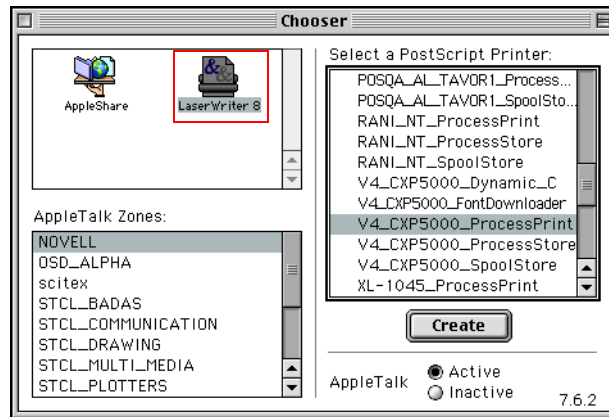 Chooser
AppleShare
LaserWriter 8
AppleTalk Zones:
NOVELL
OSD_ALPHA
scitex
STCL_BADAS
STCL_COMMUNICATION
STCL_DRAWING
STCL_MULTI_MEDIA
STCL_PLOTTERS
Select a PostScript Printer:
POSQA_AL_TAVOR1_Process...
POSQA_AL_TAVOR1_SpoolSto...
RANI_NT_ProcessPrint
RANI_NT_ProcessStore
RANI_NT_SpoolStore
V4_CXP5000_Dynamic_C
V4_CXP5000_FontDownloader
V4_CXP5000_ProcessPrint
V4_CXP5000_ProcessStore
V4_CXP5000_SpoolStore
XL-1045_ProcessPrint
Create
AppleTalk
Active
Inactive
7.6.2